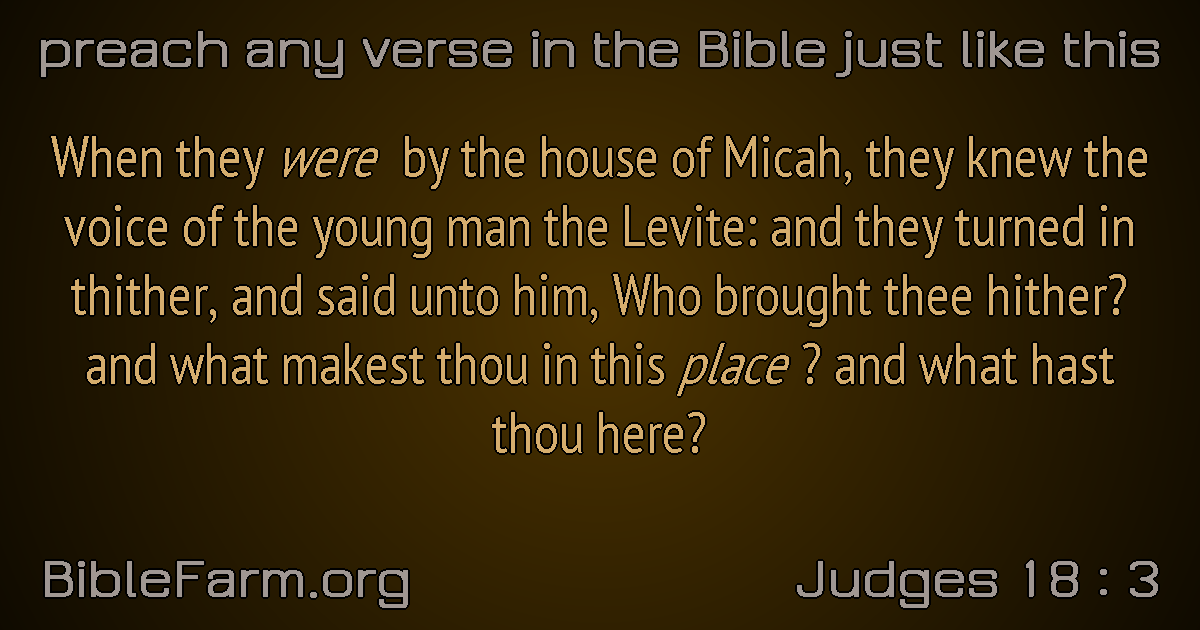 preach any verse in the Bible just like this
When they were by the house of Micah, they knew the
voice of the young man the Levite: and they turned in
thither, and said unto him, Who brought thee hither?
and what makest thou in this place ? and what hast
thou here?
BibleFarm.org
Judges 18 : 3